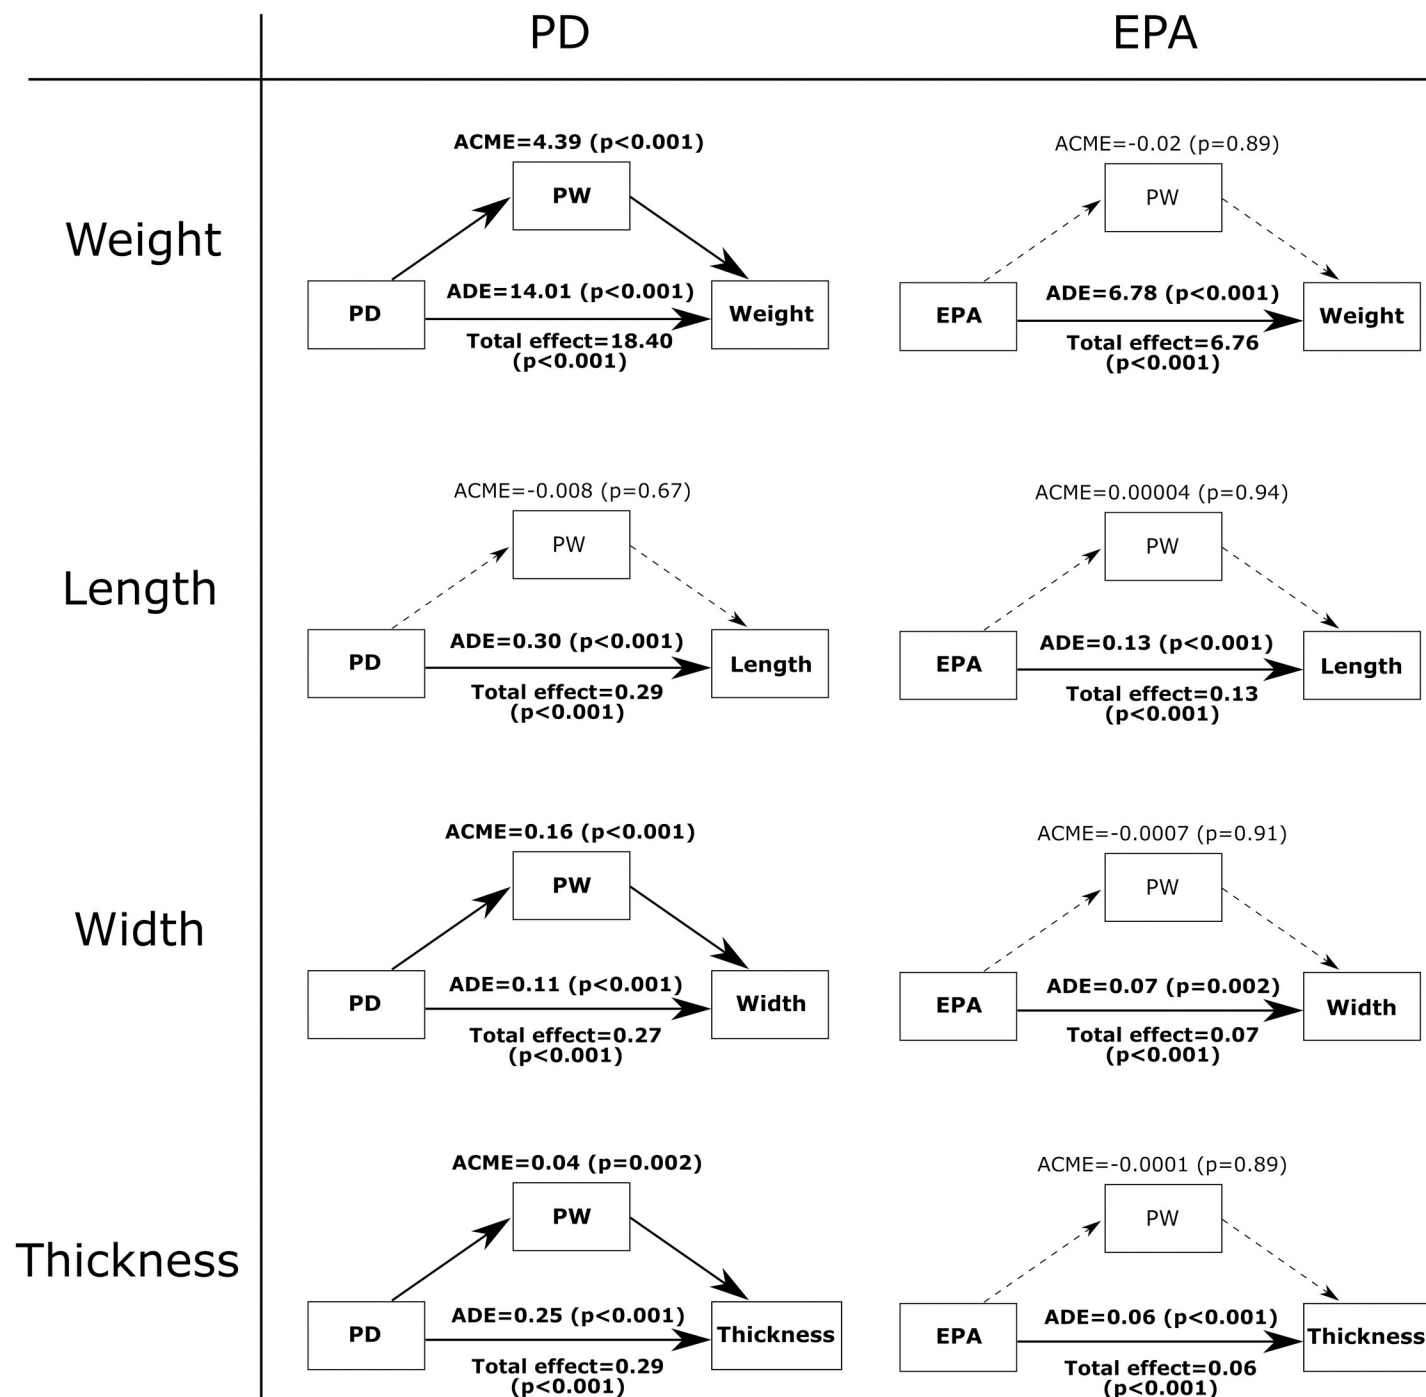 PD
EPA
Weight
ACME=4.39 (p<0.001)
PW
PD
ADE=14.01 (p<0.001)
Weight
Total effect=18.40
(p<0.001)
ACME=-0.02 (p=0.89)
PW
EPA
ADE=6.78 (p<0.001)
Weight
Total effect=6.76
(p<0.001)
Length
ACME=-0.008 (p=0.67)
PW
PD
ADE=0.30 (p<0.001)
Length
Total effect=0.29
(p<0.001)
ACME=0.00004 (p=0.94)
PW
EPA
ADE=0.13 (p<0.001)
Length
Total effect=0.13
(p<0.001)
Width
ACME=0.16 (p<0.001)
PW
PD
ADE=0.11 (p<0.001)
Width
Total effect=0.27
(p<0.001)
ACME=-0.0007 (p=0.91)
PW
EPA
ADE=0.07 (p=0.002)
Width
Total effect=0.07
(p<0.001)
Thickness
ACME=0.04 (p=0.002)
PW
PD
ADE=0.25 (p<0.001)
Thickness
Total effect=0.29
(p<0.001)
ACME=-0.0001 (p=0.89)
PW
EPA
ADE=0.06 (p<0.001)
Thickness
Total effect=0.06
(p<0.001)